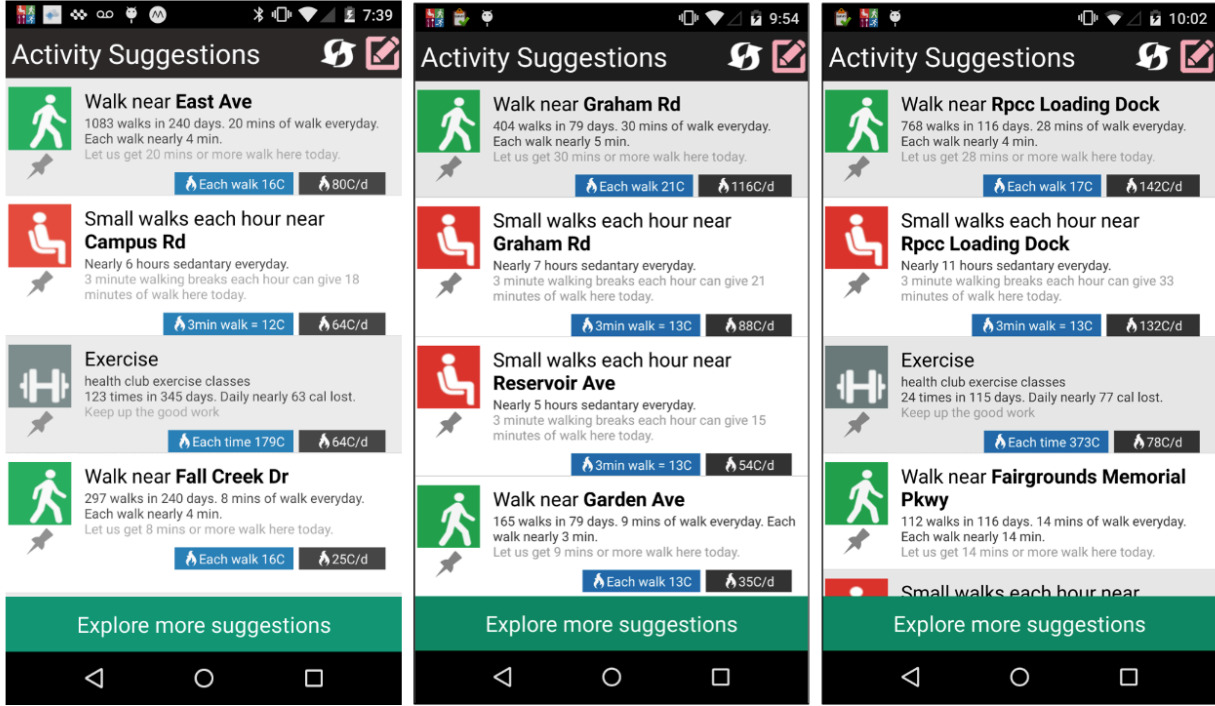 7:39
Activity Suggestions
Walk near East Ave
1083 walks in 240 days. 20 mins of walk everyday.
Each walk nearly 4 min.
Let us get 20 mins or more walk here today.
Each walk 16C
80C/d
Small walks each hour near
Campus Rd
Nearly 6 hours sedantary everyday.
3 minute walking breaks each hour can give 18
minutes of walk here today.
3min walk = 12C
64C/d
Exercise
health club exercise classes
123 times in 345 days. Daily nearly 63 cal lost.
Keep up the good work
Each time 179C
64C/d
Walk near Fall Creek Dr
297 walks in 240 days. 8 mins of walk everyday.
Each walk nearly 4 min.
Let us get 8 mins or more walk here today.
Each walk 16C
25C/d
Explore more suggestions
9:54
Activity Suggestions
Walk near Graham Rd
404 walks in 79 days. 30 mins of walk everyday.
Each walk nearly 5 min.
Let us get 30 mins or more walk here today.
Each walk 21C
116C/d
Small walks each hour near
Graham Rd
Nearly 7 hours sedantary everyday.
3 minute walking breaks each hour can give 21
minutes of walk here today.
3min walk = 13C
88C/d
Small walks each hour near
Reservoir Ave
Nearly 5 hours sedantary everyday.
3 minute walking breaks each hour can give 15
minutes of walk here today.
3min walk = 13C
54C/d
Walk near Garden Ave
165 walks in 79 days. 9 mins of walk everyday. Each
walk nearly 3 min.
Let us get 9 mins or more walk here today.
Each walk 13C
35C/d
Explore more suggestions
10:02
Activity Suggestions
Walk near Rpcc Loading Dock
768 walks in 116 days. 28 mins of walk everyday.
Each walk nearly 4 min.
Let us get 28 mins or more walk here today.
Each walk 17C
142C/d
Small walks each hour near
Rpcc Loading Dock
Nearly 11 hours sedantary everyday.
3 minute walking breaks each hour can give 33
minutes of walk here today.
3min walk = 13C
132C/d
Exercise
health club exercise classes
24 times in 115 days. Daily nearly 77 cal lost.
Keep up the good work
Each time 373C
78C/d
Walk near Fairgrounds Memorial
Pkwy
112 walks in 116 days. 14 mins of walk everyday.
Each walk nearly 14 min.
Let us get 14 mins or more walk here today.
Small walks each hour near
Explore more suggestions